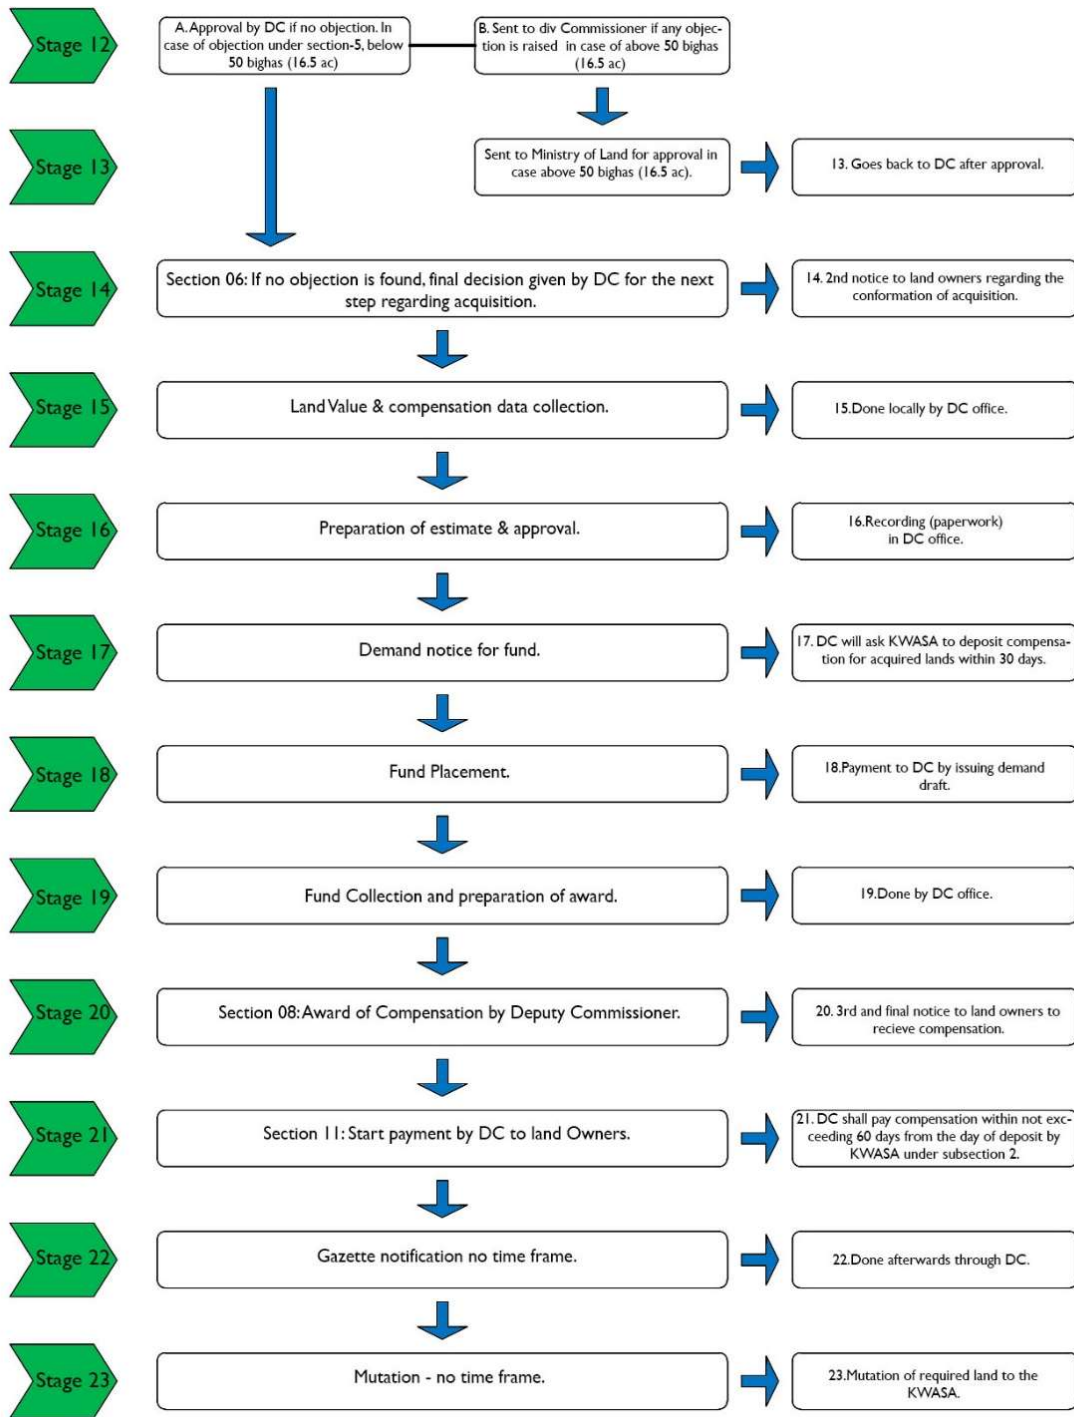 Stage 12
A. Approval by DC if no objection. In
case of objection under section-5, below
50 bighas (16.5 ac)
B. Sent to div Commissioner if any objec-
tion is raised in case of above 50 bighas
(16.5 ac)
Stage 13
Sent to Ministry of Land for approval in
case above 50 bighas (16.5 ac).
13. Goes back to DC after approval.
Stage 14
Section 06: If no objection is found, final decision given by DC for the next
step regarding acquisition.
14. 2nd notice to land owners regarding the
conformation of acquisition.
Stage 15
Land Value & compensation data collection.
15.Done locally by DC office.
Stage 16
Preparation of estimate & approval.
16.Recording (paperwork)
in DC office.
Stage 17
Demand notice for fund.
17. DC will ask KWASA to deposit compensa-
tion for acquired lands within 30 days.
Stage 18
Fund Placement.
18.Payment to DC by issuing demand
draft.
Stage 19
Fund Collection and preparation of award.
19.Done by DC office.
Stage 20
Section 08: Award of Compensation by Deputy Commissioner.
20. 3rd and final notice to land owners to
recieve compensation.
Stage 21
Section 11: Start payment by DC to land Owners.
21. DC shall pay compensation within not exc-
ceeding 60 days from the day of deposit by
KWASA under subsection 2.
Stage 22
Gazette notification no time frame.
22.Done afterwards through DC.
Stage 23
Mutation - no time frame.
23.Mutation of required land to the
KWASA.